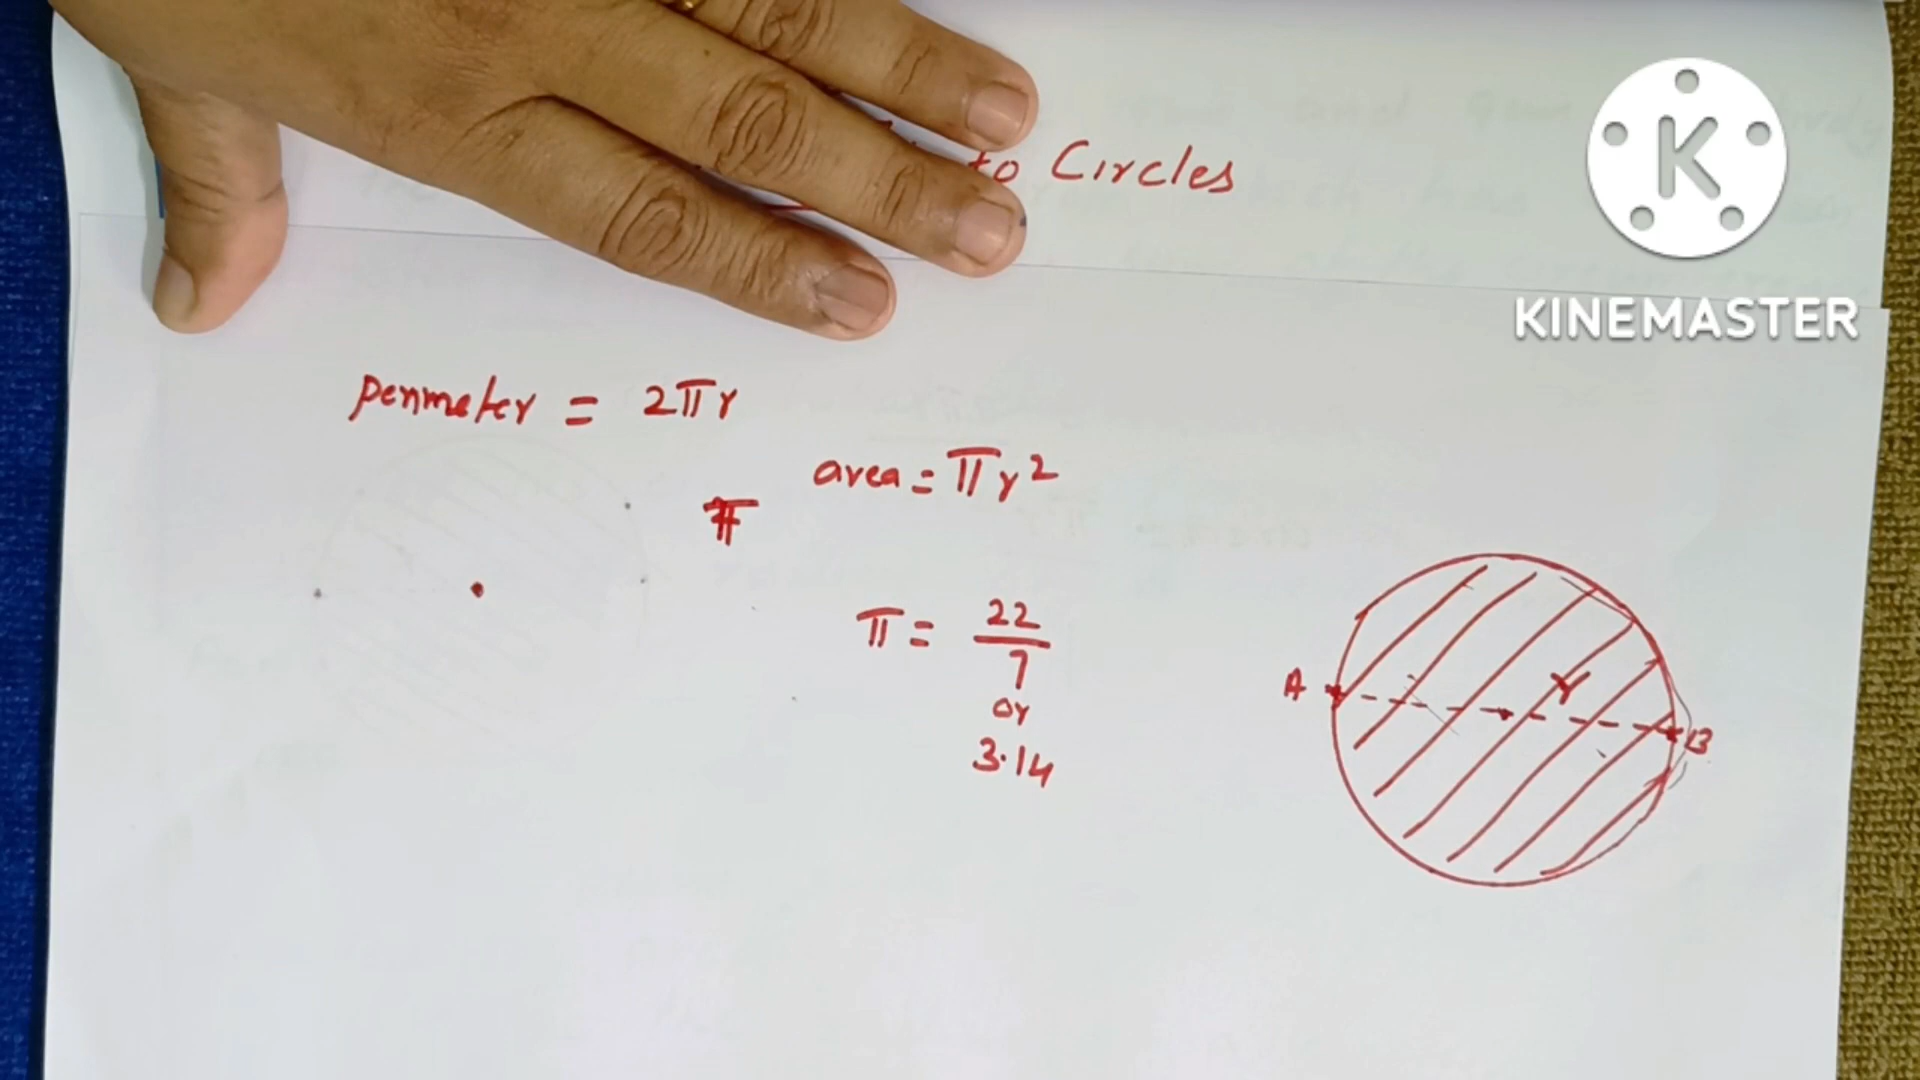 to Circles
K
KINEMASTER
perimeter = 2πr
area = πr²
π
π = 22/7
or
3.14
A
r
B